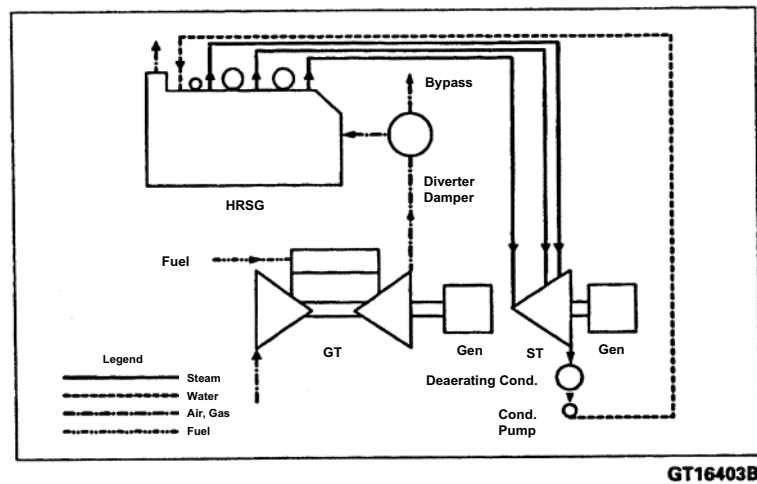 Bypass
Diverter
Damper
HRSG
Fuel
GT
Gen
ST
Gen
Legend
Steam
Water
Air, Gas
Fuel
Deaerating Cond.
Cond.
Pump
GT16403B